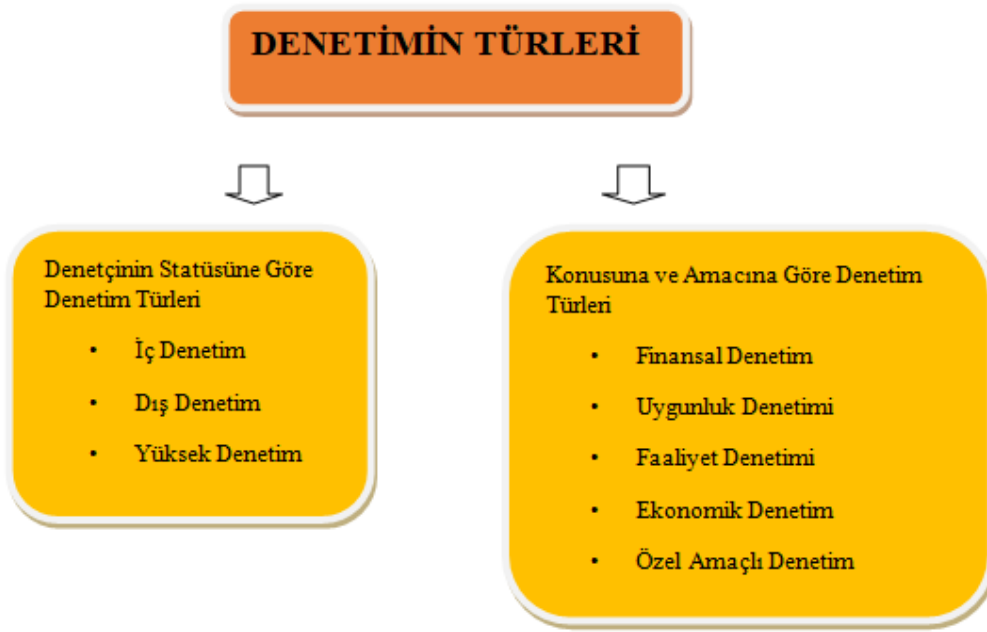 DENETİMİN TÜRLERİ
Denetçinin Statüsüne Göre
Denetim Türleri
• İç Denetim
• Dış Denetim
• Yüksek Denetim
Konusuna ve Amacına Göre Denetim
Türleri
• Finansal Denetim
• Uygunluk Denetimi
• Faaliyet Denetimi
• Ekonomik Denetim
• Özel Amaçlı Denetim